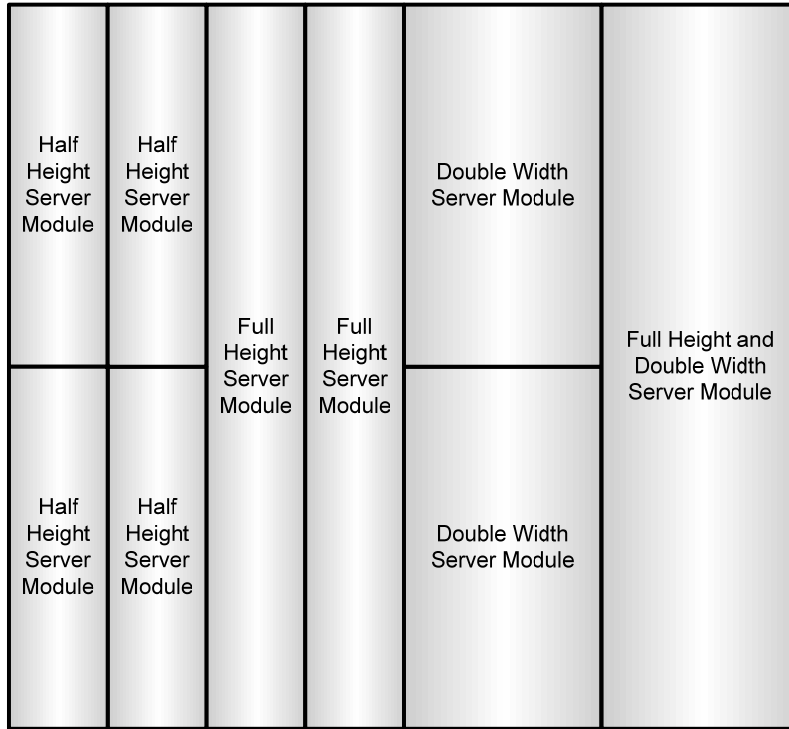 Half
Height
Server
Module
Half
Height
Server
Module
Double Width
Server Module
Full
Height
Server
Module
Full
Height
Server
Module
Full Height and
Double Width
Server Module
Half
Height
Server
Module
Half
Height
Server
Module
Double Width
Server Module